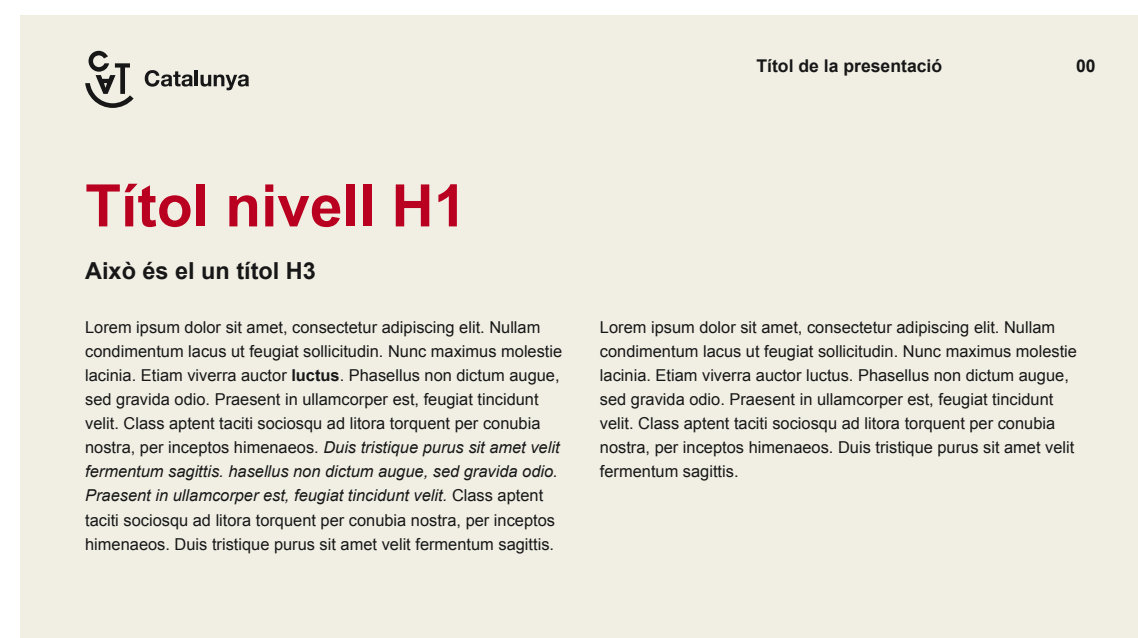 CAT Catalunya
Títol de la presentació 00
Títol nivell H1
Això és el un títol H3
Lorem ipsum dolor sit amet, consectetur adipiscing elit. Nullam
condimentum lacus ut feugiat sollicitudin. Nunc maximus molestie
lacinia. Etiam viverra auctor luctus. Phasellus non dictum augue,
sed gravida odio. Praesent in ullamcorper est, feugiat tincidunt
velit. Class aptent taciti sociosqu ad litora torquent per conubia
nostra, per inceptos himenaeos. Duis tristique purus sit amet velit
fermentum sagittis. hasellus non dictum augue, sed gravida odio.
Praesent in ullamcorper est, feugiat tincidunt velit. Class aptent
taciti sociosqu ad litora torquent per conubia nostra, per inceptos
himenaeos. Duis tristique purus sit amet velit fermentum sagittis.
Lorem ipsum dolor sit amet, consectetur adipiscing elit. Nullam
condimentum lacus ut feugiat sollicitudin. Nunc maximus molestie
lacinia. Etiam viverra auctor luctus. Phasellus non dictum augue,
sed gravida odio. Praesent in ullamcorper est, feugiat tincidunt
velit. Class aptent taciti sociosqu ad litora torquent per conubia
nostra, per inceptos himenaeos. Duis tristique purus sit amet velit
fermentum sagittis.